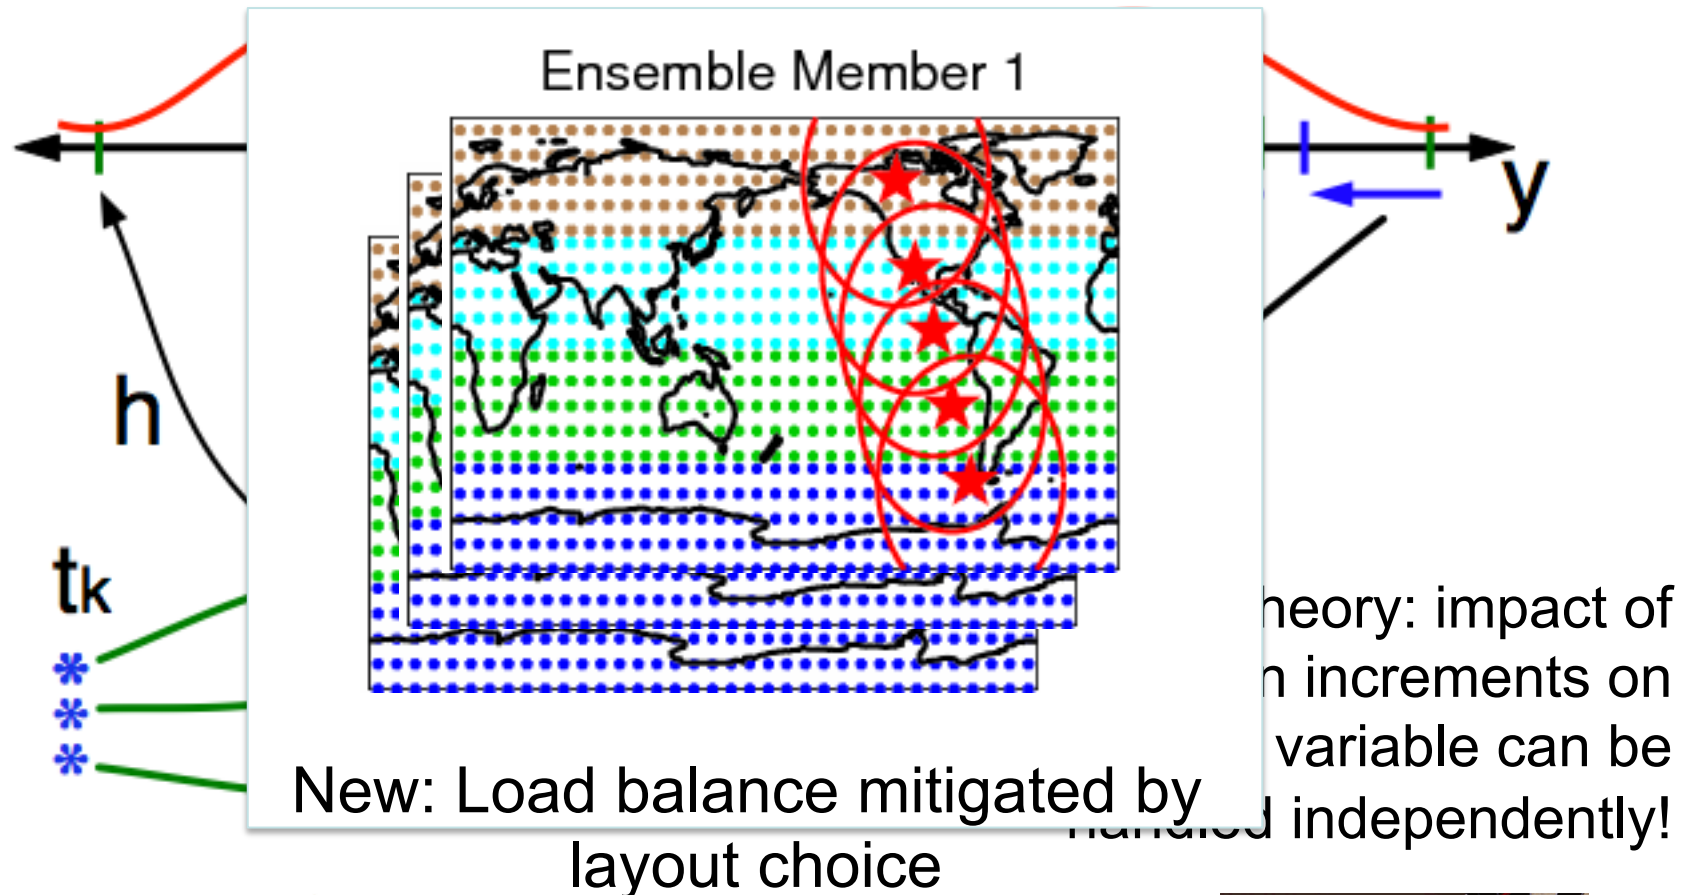 Ensemble Member 1
y
h
tk
*
*
*
heory: impact of
n increments on
variable can be
independently!
New: Load balance mitigated by
layout choice